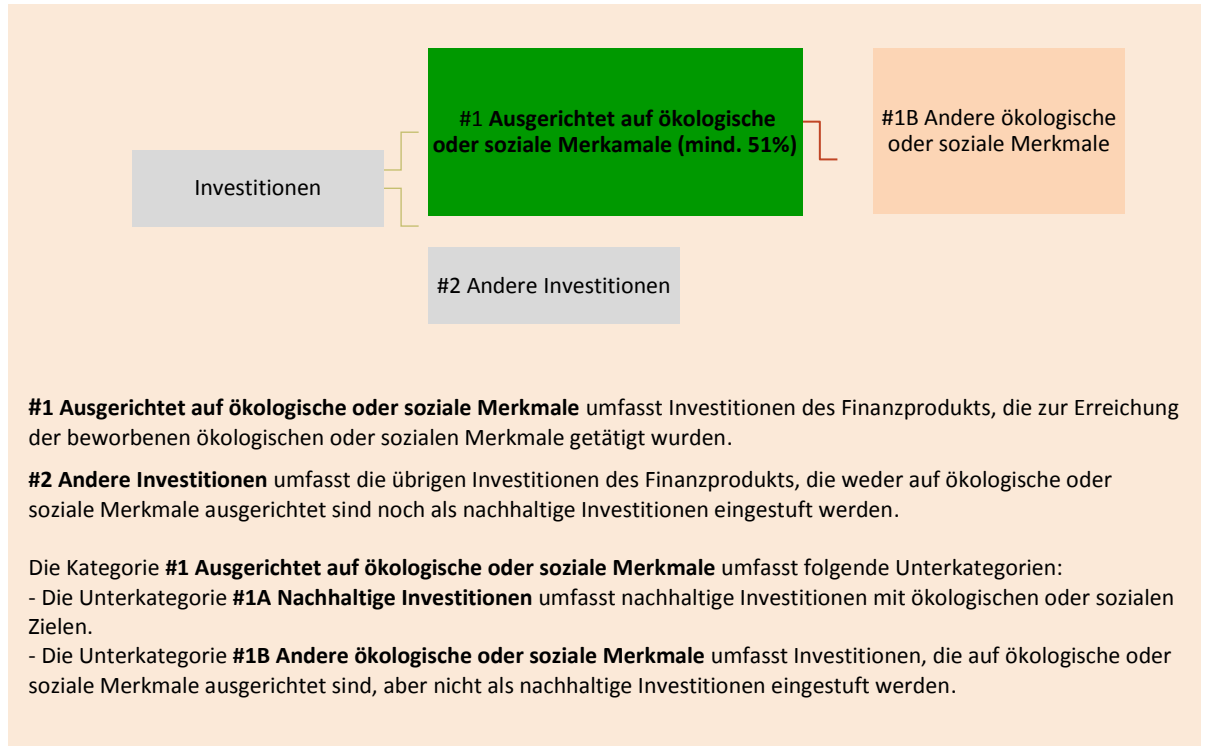 #1 Ausgerichtet auf ökologische
oder soziale Merkamale (mind. 51%)
#1B Andere ökologische
oder soziale Merkmale
Investitionen
#2 Andere Investitionen
#1 Ausgerichtet auf ökologische oder soziale Merkmale umfasst Investitionen des Finanzprodukts, die zur Erreichung
der beworbenen ökologischen oder sozialen Merkmale getätigt wurden.
#2 Andere Investitionen umfasst die übrigen Investitionen des Finanzprodukts, die weder auf ökologische oder
soziale Merkmale ausgerichtet sind noch als nachhaltige Investitionen eingestuft werden.
Die Kategorie #1 Ausgerichtet auf ökologische oder soziale Merkmale umfasst folgende Unterkategorien:
- Die Unterkategorie #1A Nachhaltige Investitionen umfasst nachhaltige Investitionen mit ökologischen oder sozialen
Zielen.
- Die Unterkategorie #1B Andere ökologische oder soziale Merkmale umfasst Investitionen, die auf ökologische oder
soziale Merkmale ausgerichtet sind, aber nicht als nachhaltige Investitionen eingestuft werden.